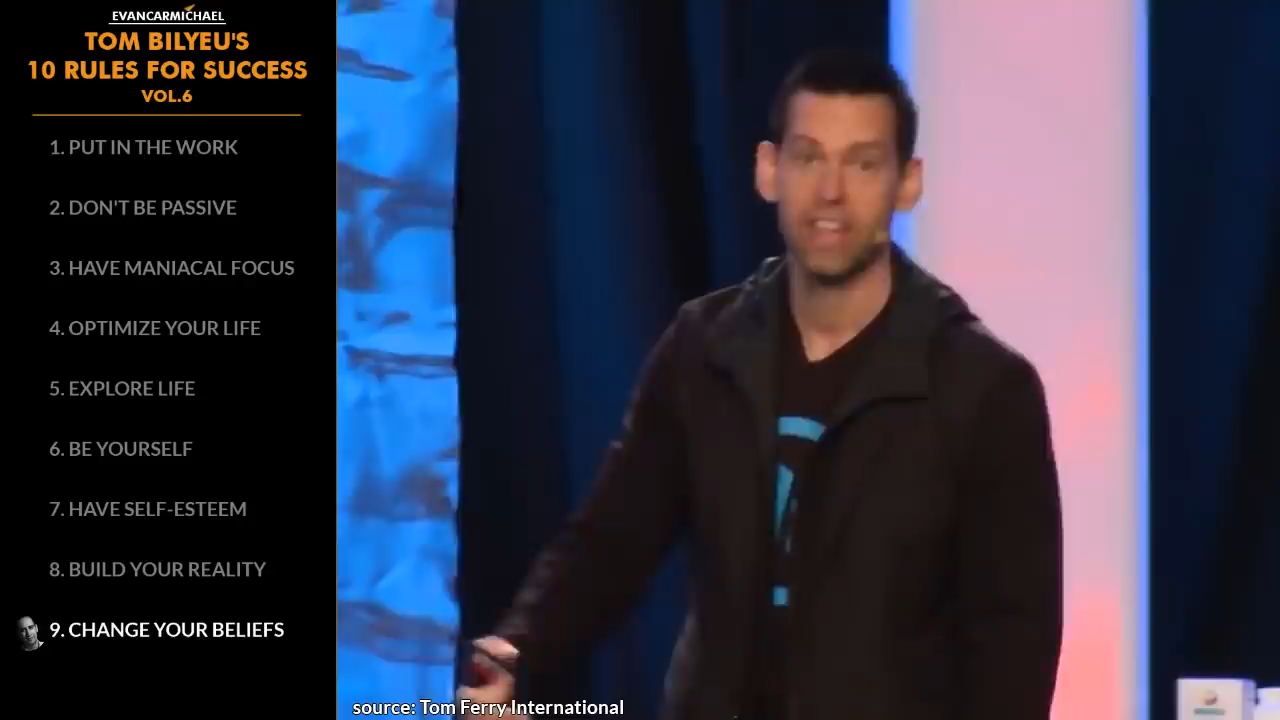 EVANCARMICHAEL
TOM BILYEU'S
10 RULES FOR SUCCESS
VOL.6
1. PUT IN THE WORK
2. DON'T BE PASSIVE
3. HAVE MANIACAL FOCUS
4. OPTIMIZE YOUR LIFE
5. EXPLORE LIFE
6. BE YOURSELF
7. HAVE SELF-ESTEEM
8. BUILD YOUR REALITY
9. CHANGE YOUR BELIEFS
source: Tom Ferry International